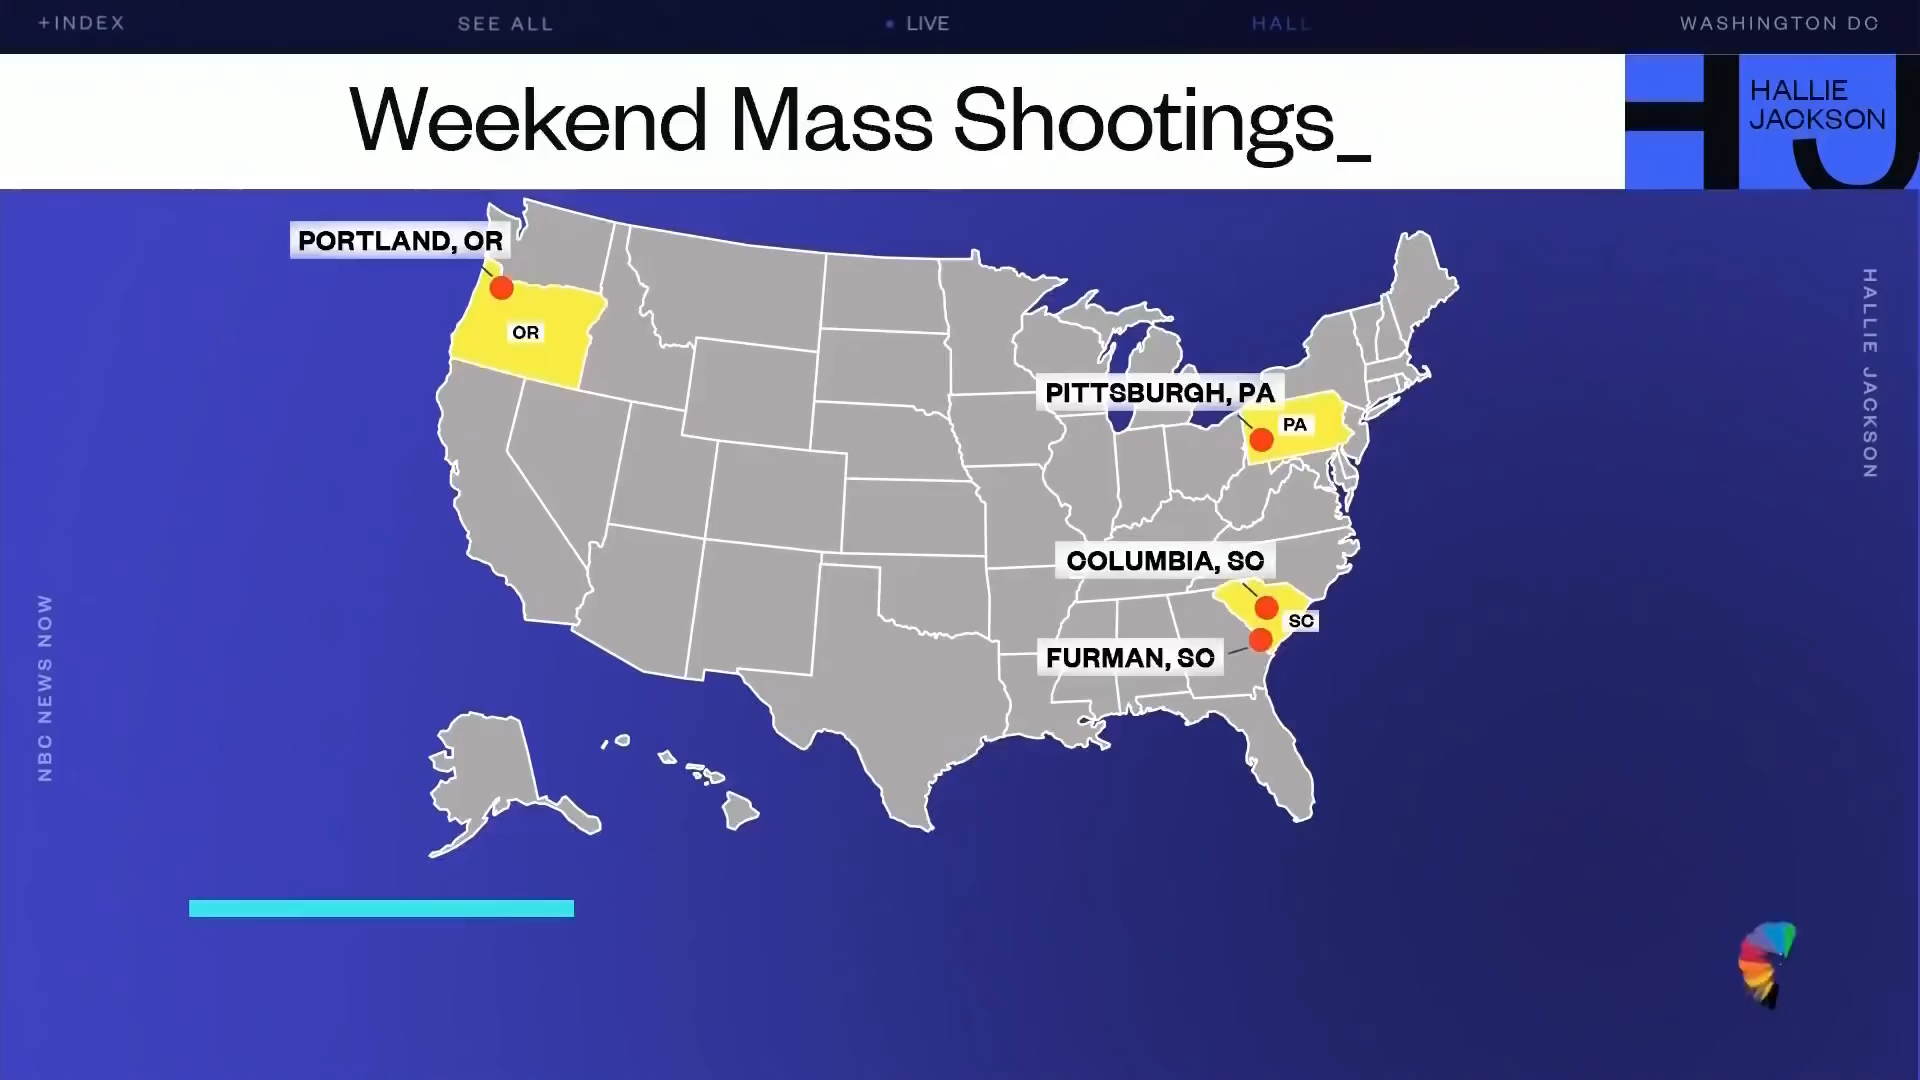 +INDEX
SEE ALL
LIVE
HALL
WASHINGTON DC
Weekend Mass Shootings_
HJ
HALLIE
JACKSON
PORTLAND, OR
OR
PITTSBURGH, PA
PA
COLUMBIA, SC
SC
FURMAN, SC
HALLIE JACKSON
NBC NEWS NOW